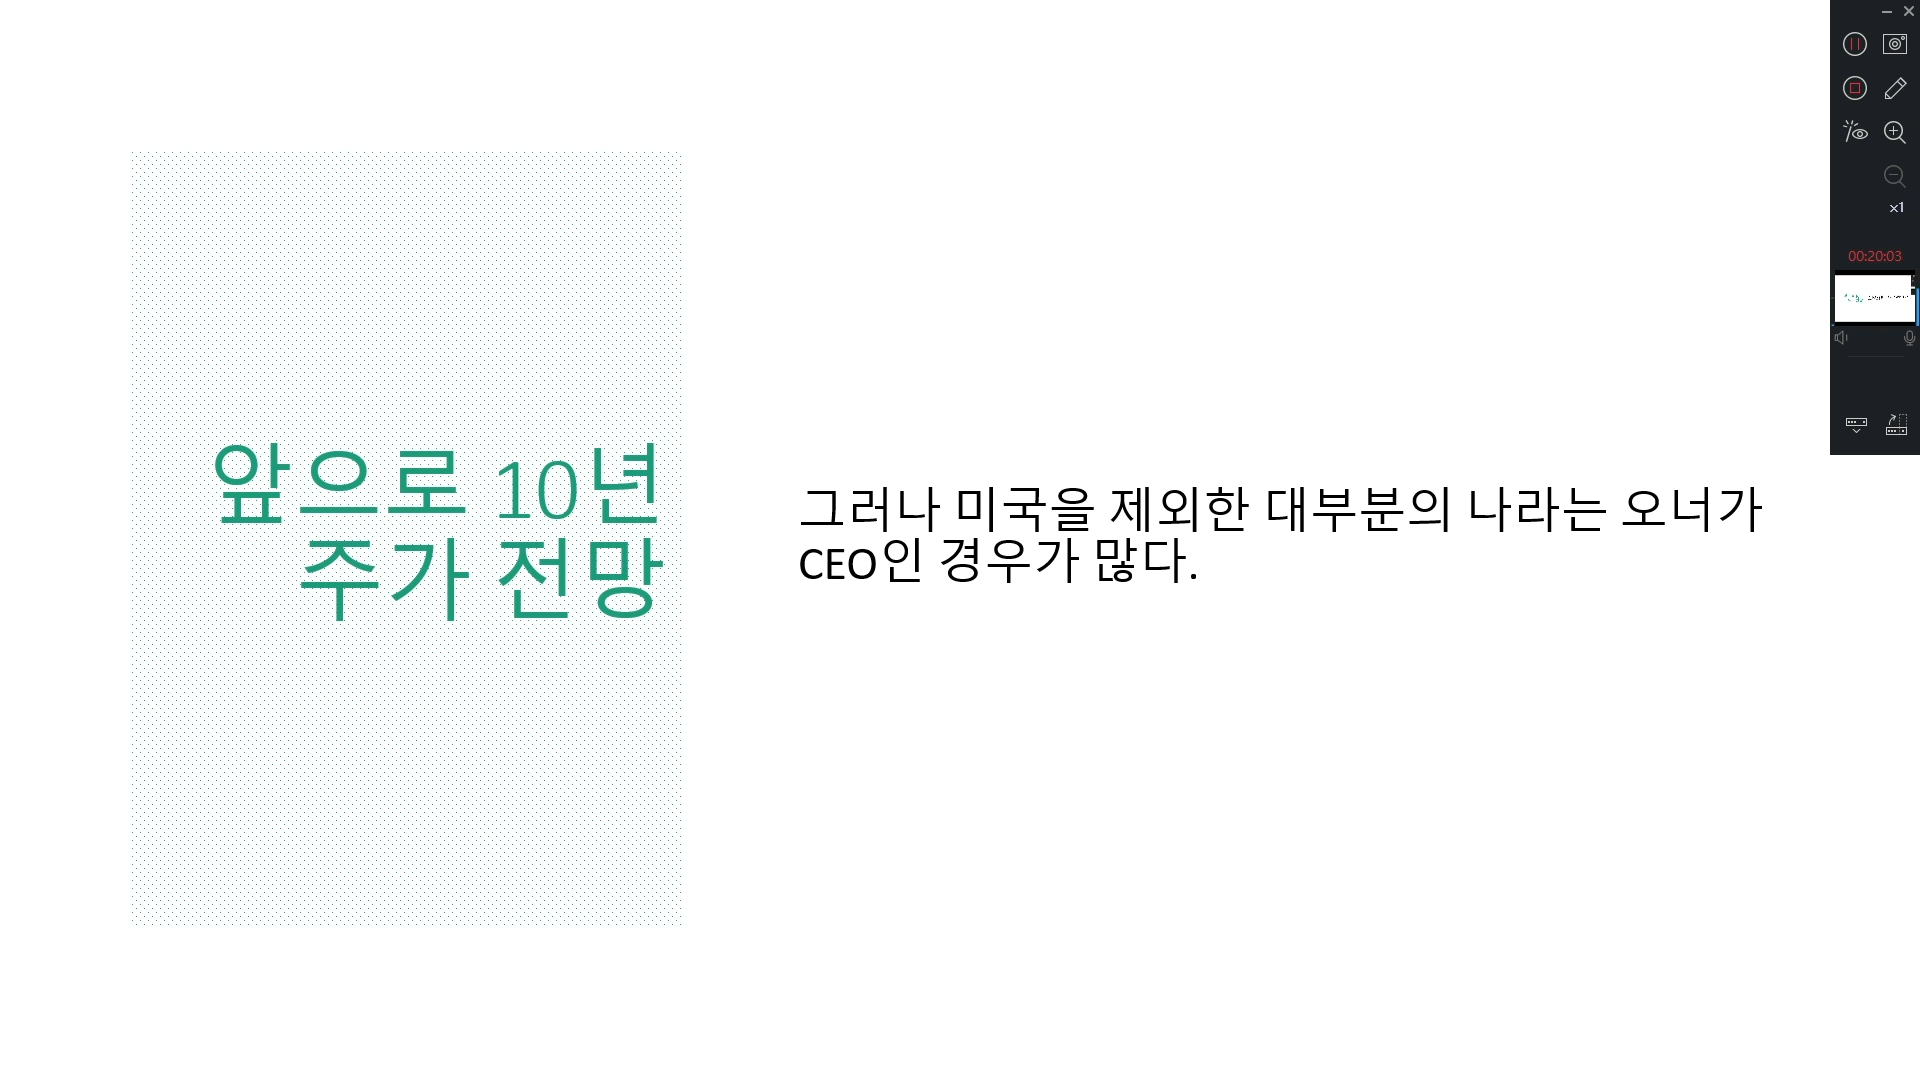 앞으로 10년
주가 전망
그러나 미국을 제외한 대부분의 나라는 오너가
CEO인 경우가 많다.
x1
00:20:03